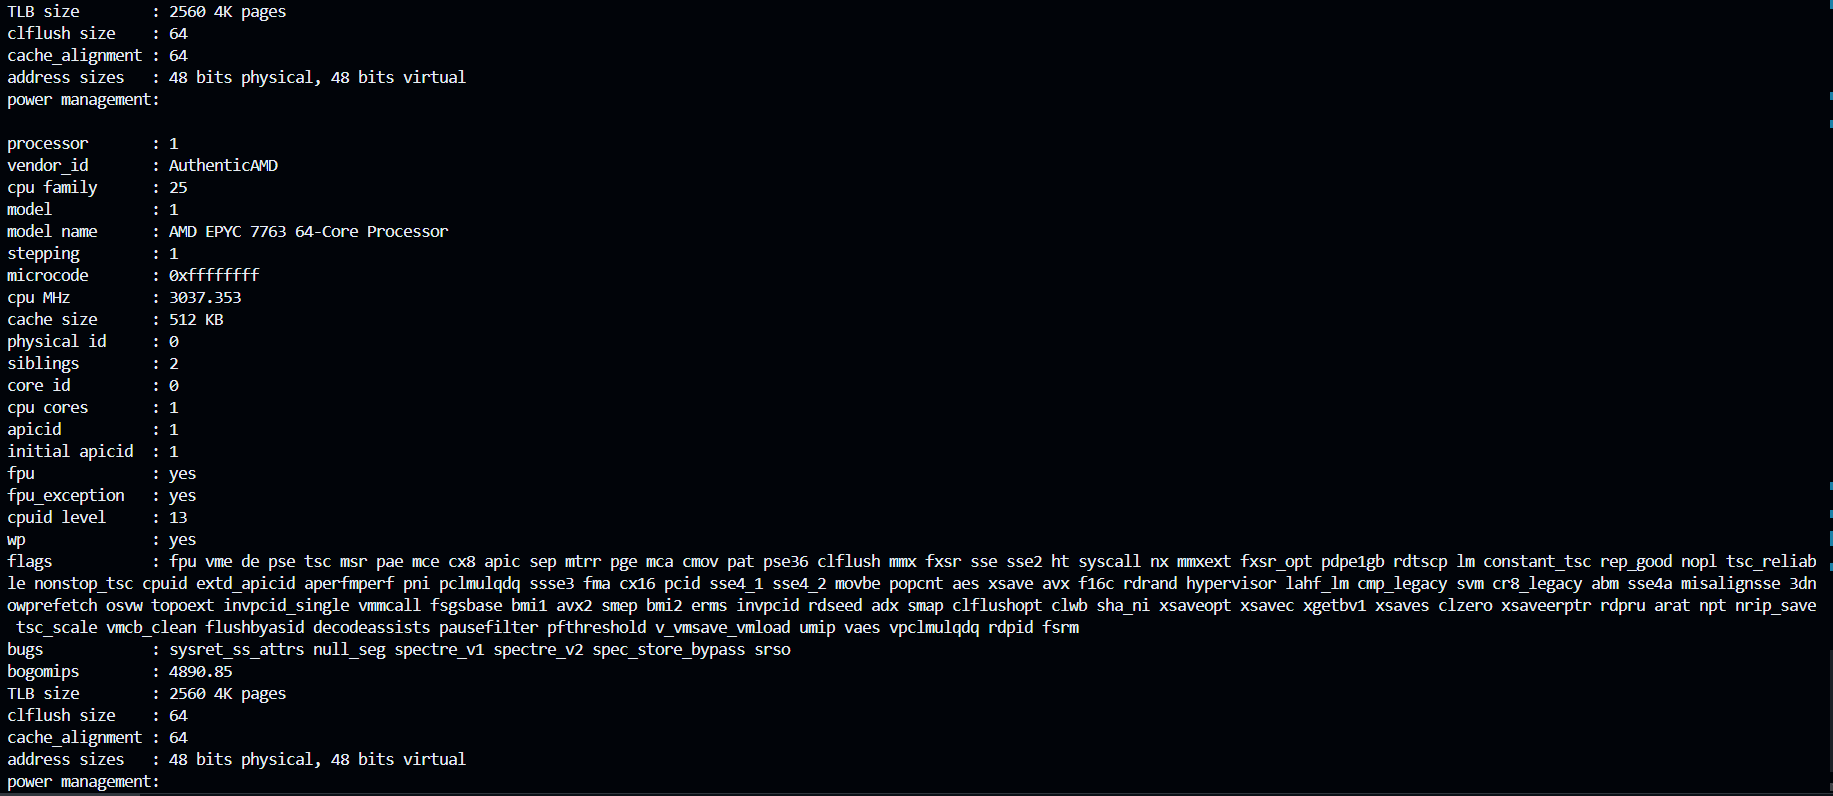 TLB size        : 2560 4K pages
clflush size    : 64
cache_alignment : 64
address sizes   : 48 bits physical, 48 bits virtual
power management:

processor       : 1
vendor_id       : AuthenticAMD
cpu family      : 25
model           : 1
model name      : AMD EPYC 7763 64-Core Processor
stepping        : 1
microcode       : 0xffffffff
cpu MHz         : 3037.353
cache size      : 512 KB
physical id     : 0
siblings        : 2
core id         : 0
cpu cores       : 1
apicid          : 1
initial apicid  : 1
fpu             : yes
fpu_exception   : yes
cpuid level     : 13
wp              : yes
flags           : fpu vme de pse tsc msr pae mce cx8 apic sep mtrr pge mca cmov pat pse36 clflush mmx fxsr sse sse2 ht syscall nx mmxext fxsr_opt pdpe1gb rdtscp lm constant_tsc rep_good nopl tsc_reliab
le nonstop_tsc cpuid extd_apicid aperfmperf pni pclmulqdq ssse3 fma cx16 pcid sse4_1 sse4_2 movbe popcnt aes xsave avx f16c rdrand hypervisor lahf_lm cmp_legacy svm cr8_legacy abm sse4a misalignsse 3dn
owprefetch osvw topoext invpcid_single vmmcall fsgsbase bmi1 avx2 smep bmi2 erms invpcid rdseed adx smap clflushopt clwb sha_ni xsaveopt xsavec xgetbv1 xsaves clzero xsaveerptr rdpru arat npt nrip_save
 tsc_scale vmcb_clean flushbyasid decodeassists pausefilter pfthreshold v_vmsave_vmload umip vaes vpclmulqdq rdpid fsrm
bugs            : sysret_ss_attrs null_seg spectre_v1 spectre_v2 spec_store_bypass srso
bogomips        : 4890.85
TLB size        : 2560 4K pages
clflush size    : 64
cache_alignment : 64
address sizes   : 48 bits physical, 48 bits virtual
power management: